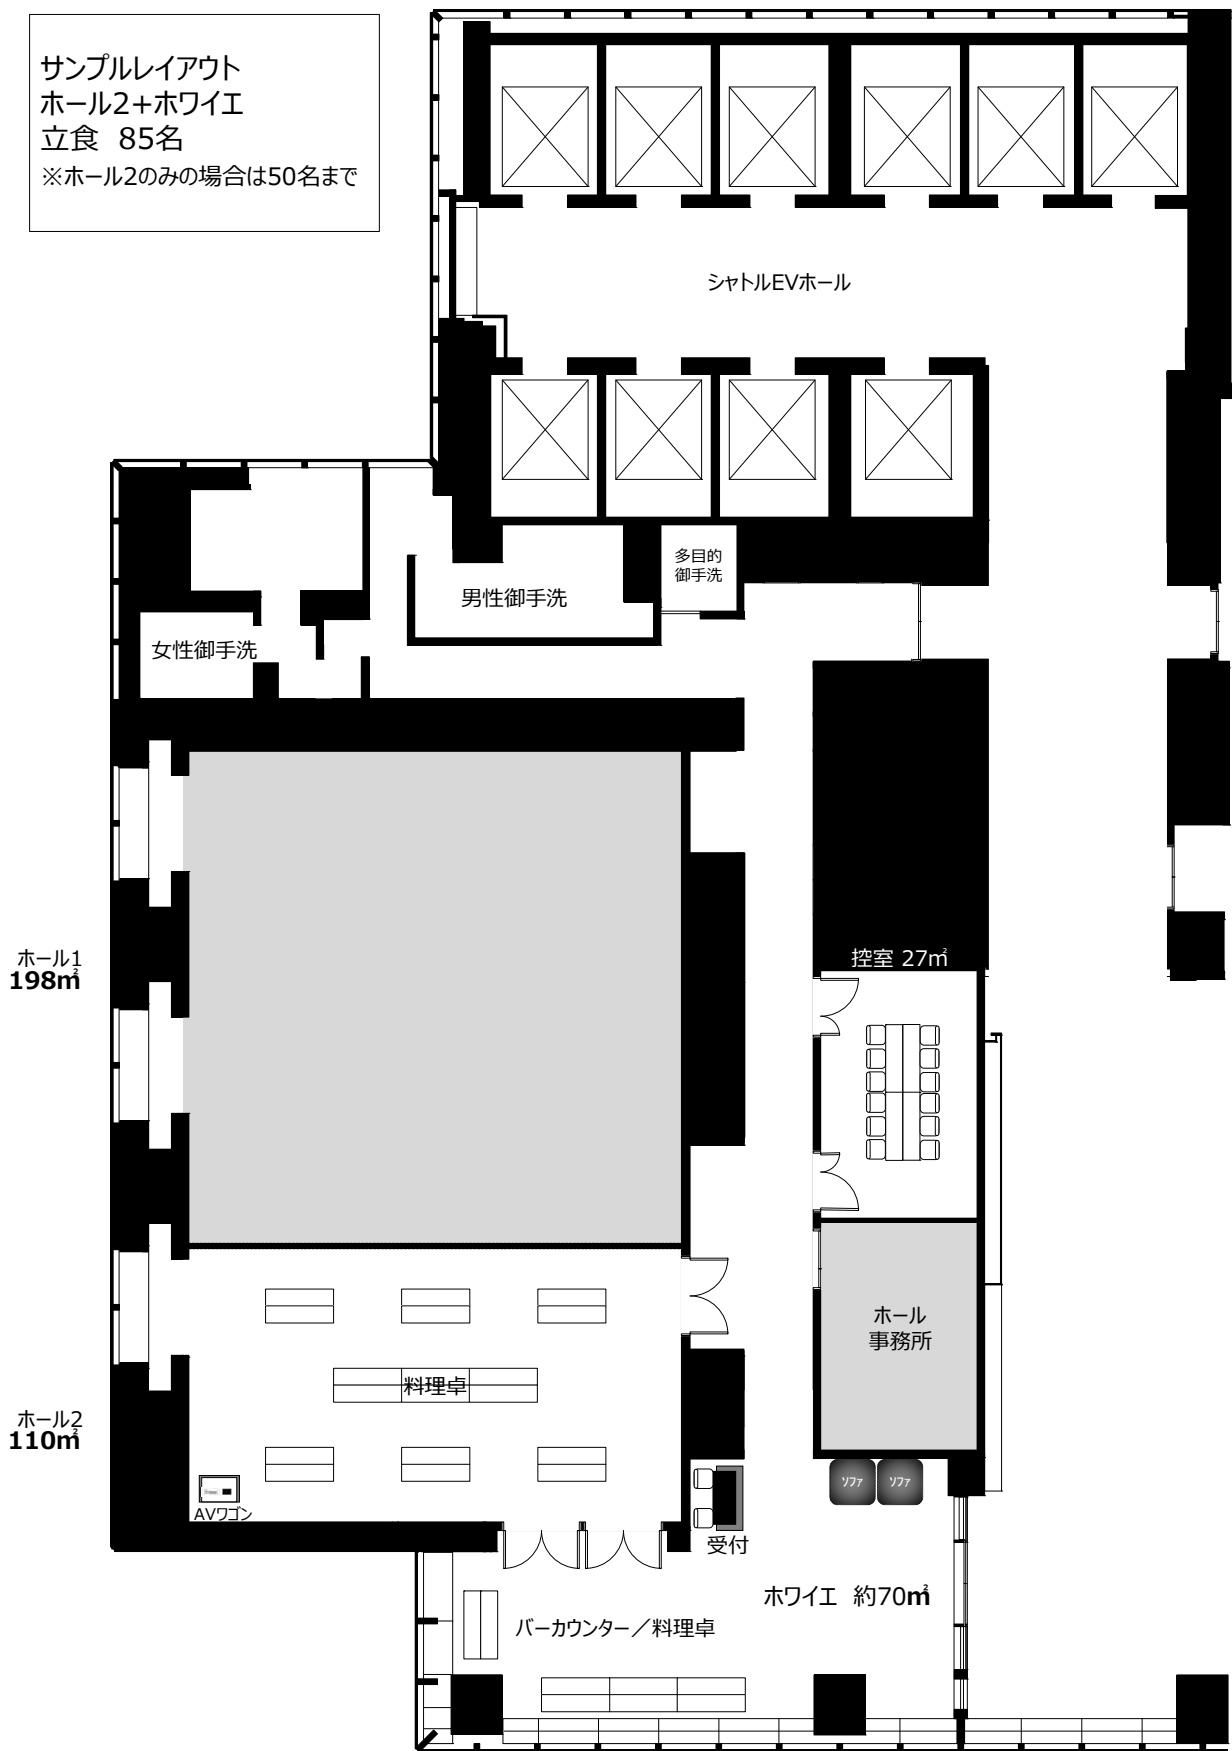 サンプルレイアウト
ホール2+ホワイエ
立食 85名
※ホール2のみの場合は50名まで
シャトルEVホール
多目的
御手洗
男性御手洗
女性御手洗
ホール1
198㎡
控室 27㎡
ホール
事務所
料理卓
ホール2
110㎡
AVワゴン
ソファ ソファ
受付
ホワイエ 約70㎡
バーカウンター／料理卓